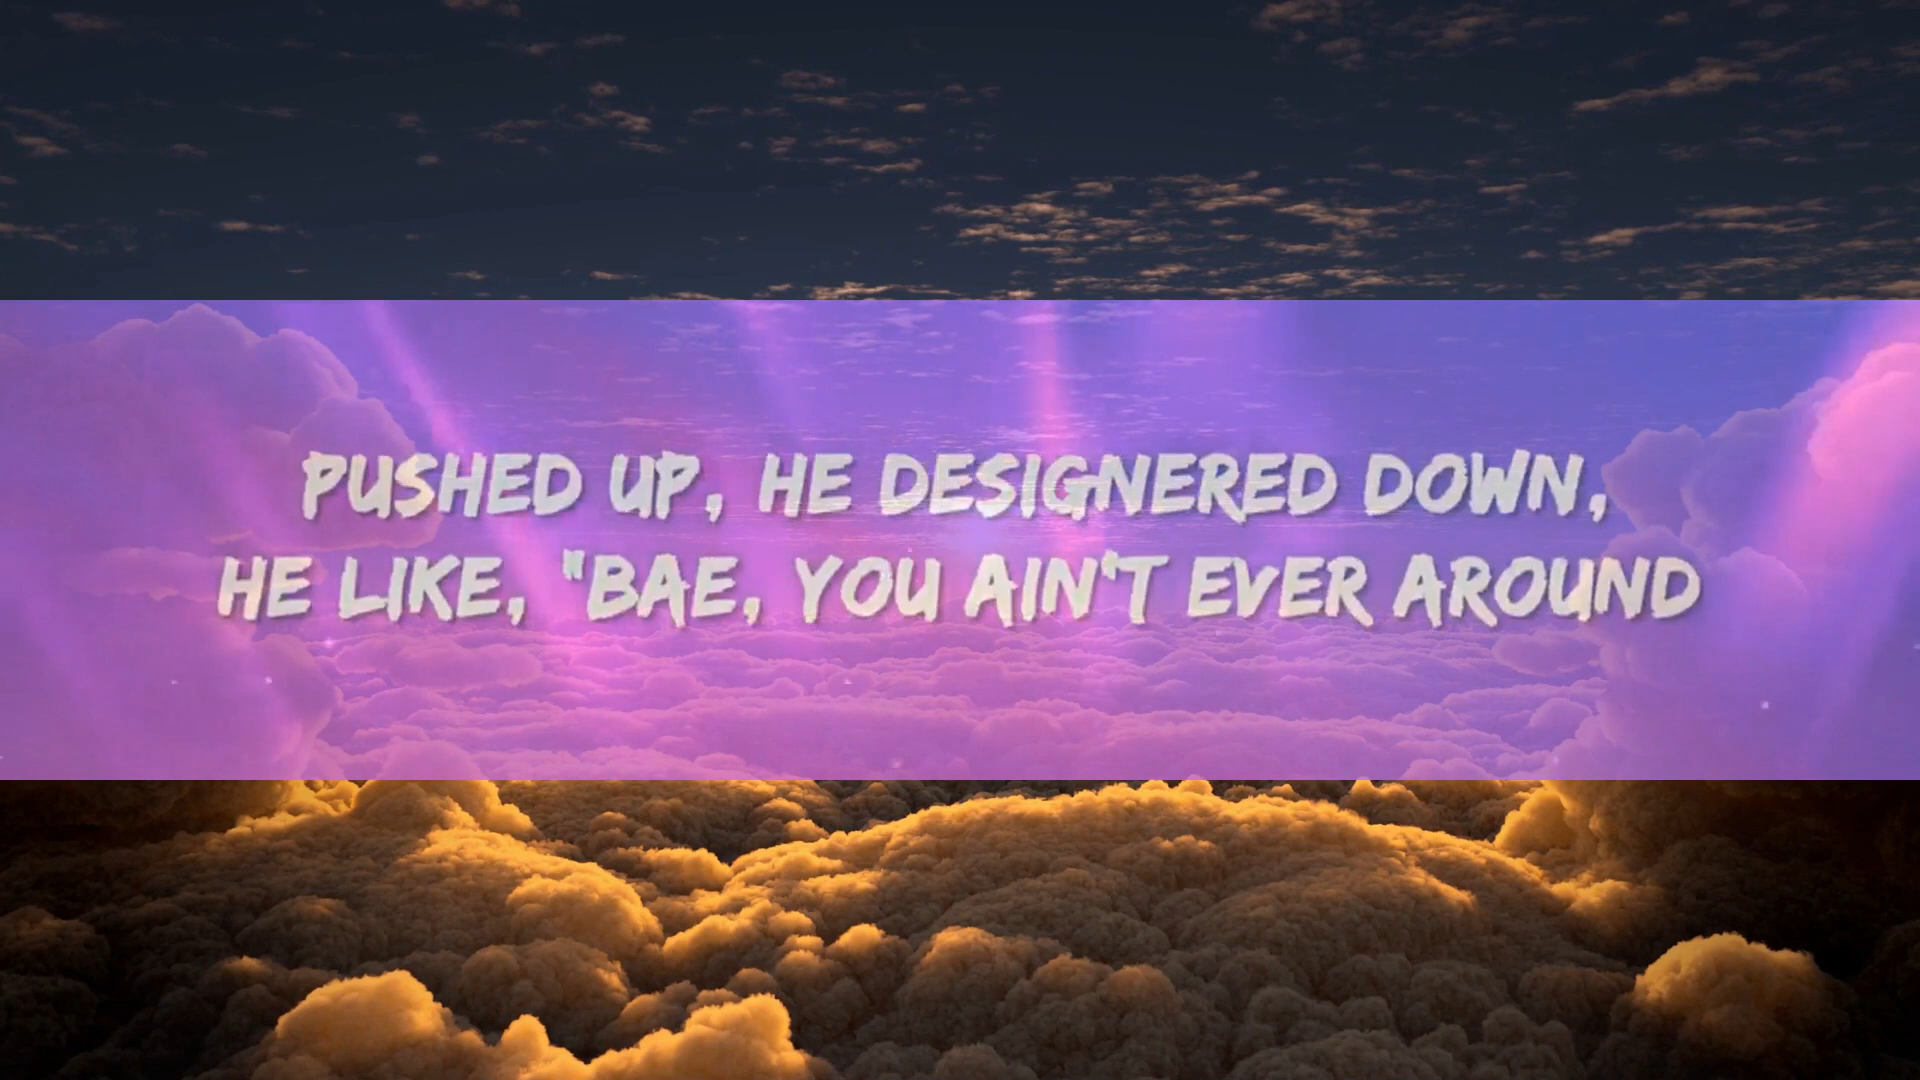 PUSHED UP, HE DESIGNERED DOWN,
HE LIKE, "BAE, YOU AIN'T EVER AROUND